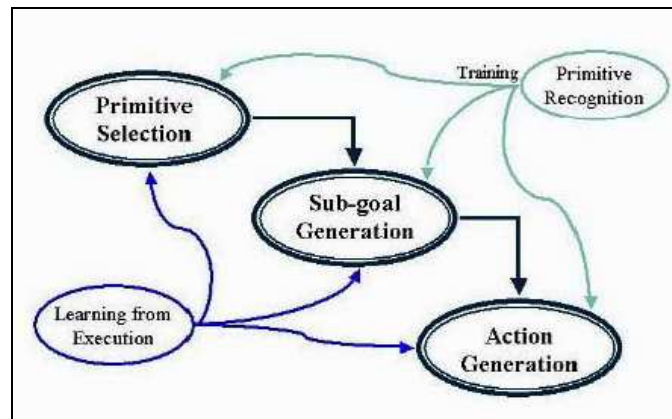 Training
Primitive
Recognition
Primitive
Selection
Sub-goal
Generation
Learning from
Execution
Action
Generation